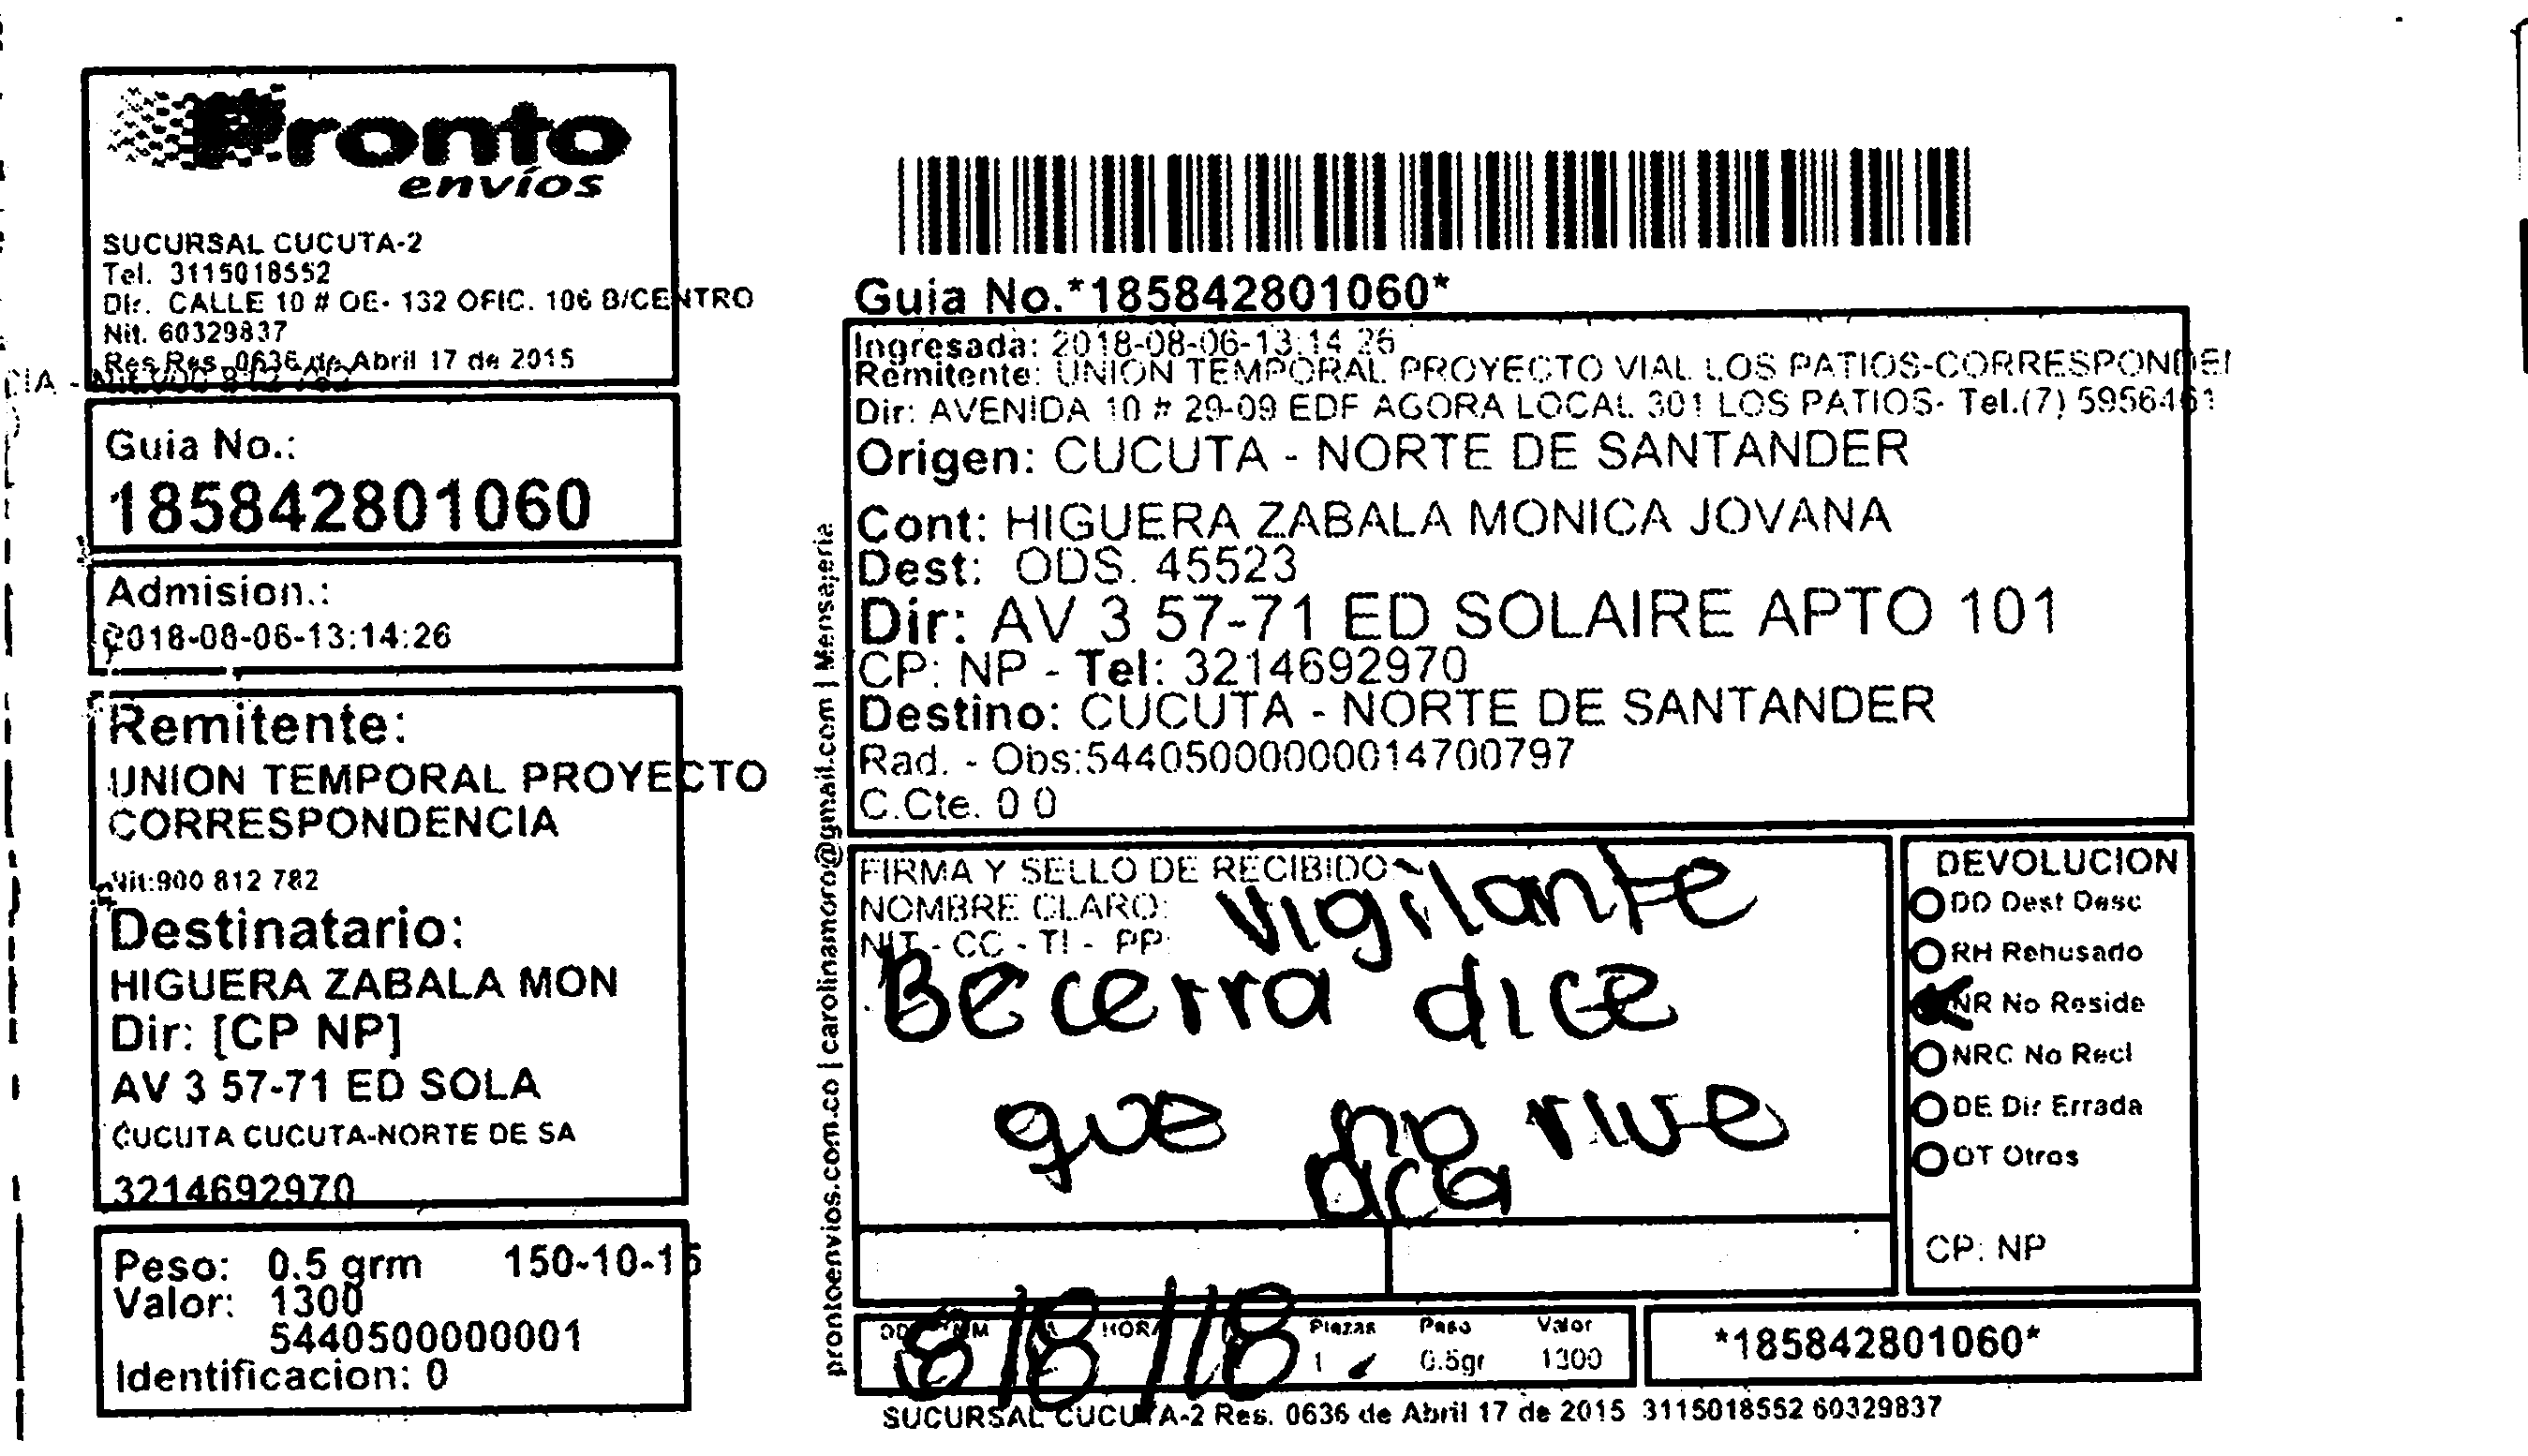 Pronto
envíos
SUCURSAL CUCUTA-2
Tel. 3115018552
Dir. CALLE 10 # OE- 132 OFIC. 106 B/CENTRO
Nit. 60329837
Res.Res. 0636 de Abril 17 de 2015
Guia No.:
185842801060
Admision.:
2018-08-06-13:14:26
Remitente:
UNION TEMPORAL PROYECTO
CORRESPONDENCIA
Nit:900 812 782
Destinatario:
HIGUERA ZABALA MON
Dir: [CP NP]
AV 3 57-71 ED SOLA
CUCUTA CUCUTA-NORTE DE SA
3214692970
Peso: 0.5 grm 150-10-15
Valor: 1300
5440500000001
Identificacion: 0
prontoenvios.com.co | carolinamoro@gmail.com | Mensajeria
Guia No.*185842801060*
Ingresada: 2018-08-06-13:14:26
Remitente: UNION TEMPORAL PROYECTO VIAL LOS PATIOS-CORRESPONDEN
Dir: AVENIDA 10 # 29-09 EDF AGORA LOCAL 301 LOS PATIOS- Tel.(7) 5956461
Origen: CUCUTA - NORTE DE SANTANDER
Cont: HIGUERA ZABALA MONICA JOVANA
Dest: ODS. 45523
Dir: AV 3 57-71 ED SOLAIRE APTO 101
CP: NP - Tel: 3214692970
Destino: CUCUTA - NORTE DE SANTANDER
Rad. - Obs:544050000000014700797
C.Cte. 0 0
FIRMA Y SELLO DE RECIBIDO:
NOMBRE CLARO:
NIT - CC - TI - PP:
Vigilante
Becerra dice
que no vive
aca
DEVOLUCION
DD Dest Desc
RH Rehusado
NR No Reside
NRC No Recl
DE Dir Errada
OT Otros
CP: NP
DD MM HORA Piezas Peso Valor
8/8/18 1 0.5gr 1300
*185842801060*
SUCURSAL CUCUTA-2 Res. 0636 de Abril 17 de 2015 3115018552 60329837